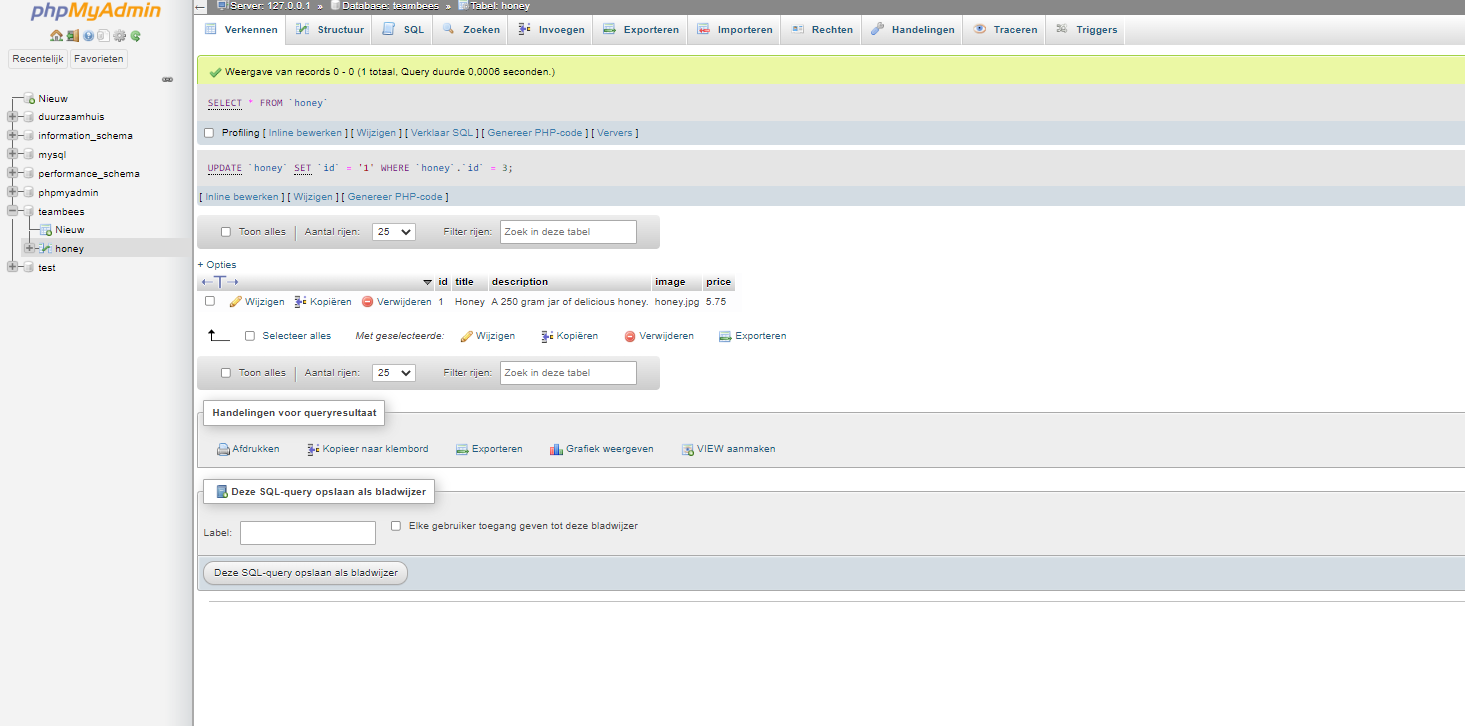 phpMyAdmin
Recentelijk Favorieten
Nieuw
duurzaamhuis
information_schema
mysql
performance_schema
phpmyadmin
teambees
Nieuw
honey
test
← Server: 127.0.0.1 » Database: teambees » Tabel: honey
Verkennen Structuur SQL Zoeken Invoegen Exporteren Importeren Rechten Handelingen Traceren Triggers
Weergave van records 0 - 0 (1 totaal, Query duurde 0,0006 seconden.)
SELECT * FROM `honey`
Profiling [ Inline bewerken ] [ Wijzigen ] [ Verklaar SQL ] [ Genereer PHP-code ] [ Ververs ]
UPDATE `honey` SET `id` = '1' WHERE `honey`.`id` = 3;
[ Inline bewerken ] [ Wijzigen ] [ Genereer PHP-code ]
Toon alles Aantal rijen: 25 Filter rijen: Zoek in deze tabel
+ Opties
←T→ id title description image price
Wijzigen Kopiëren Verwijderen 1 Honey A 250 gram jar of delicious honey. honey.jpg 5.75
Selecteer alles Met geselecteerde: Wijzigen Kopiëren Verwijderen Exporteren
Toon alles Aantal rijen: 25 Filter rijen: Zoek in deze tabel
Handelingen voor queryresultaat
Afdrukken Kopieer naar klembord Exporteren Grafiek weergeven VIEW aanmaken
Deze SQL-query opslaan als bladwijzer
Label: Elke gebruiker toegang geven tot deze bladwijzer
Deze SQL-query opslaan als bladwijzer